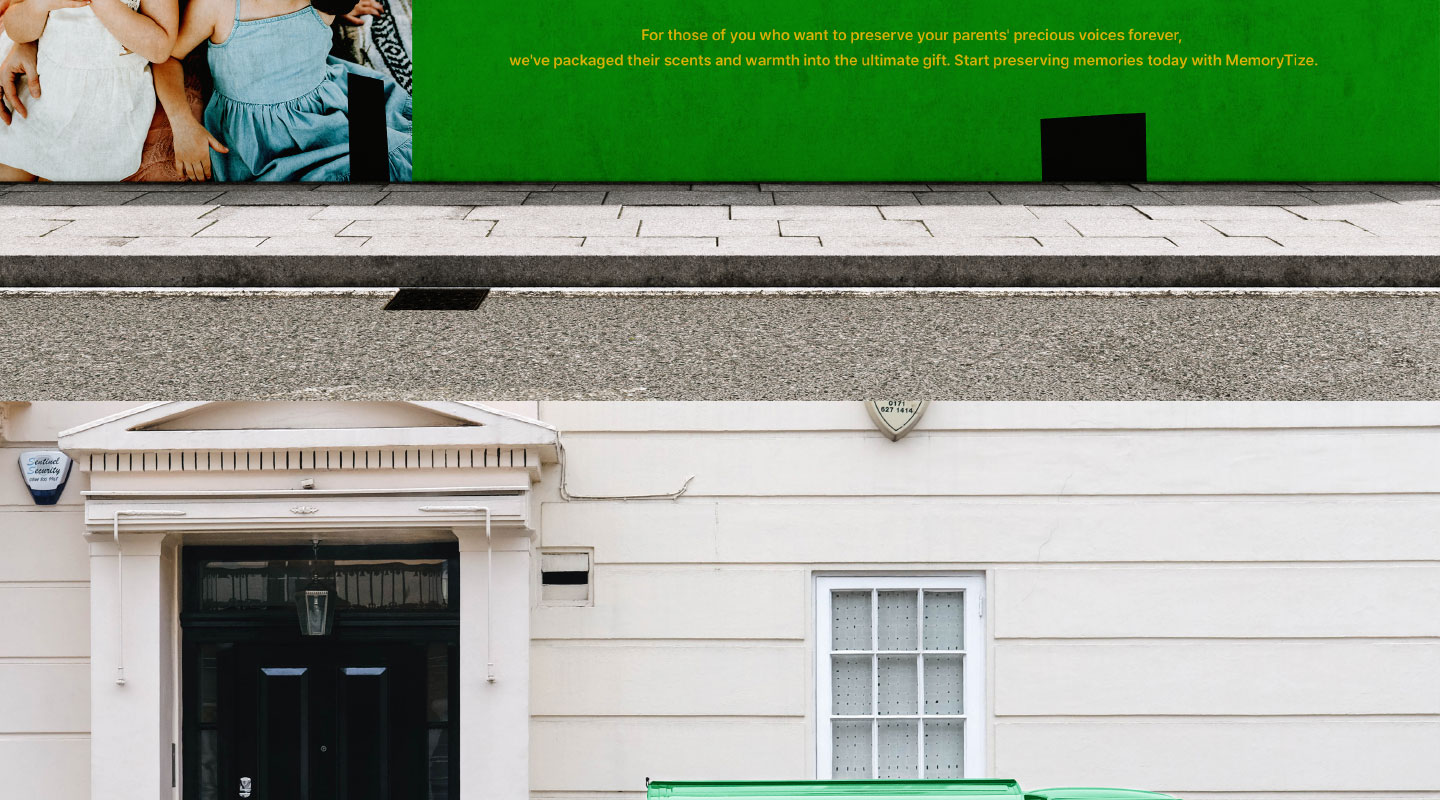 For those of you who want to preserve your parents' precious voices forever,
we've packaged their scents and warmth into the ultimate gift. Start preserving memories today with MemoryTize.
0171
627 1414
Sentinel
Security